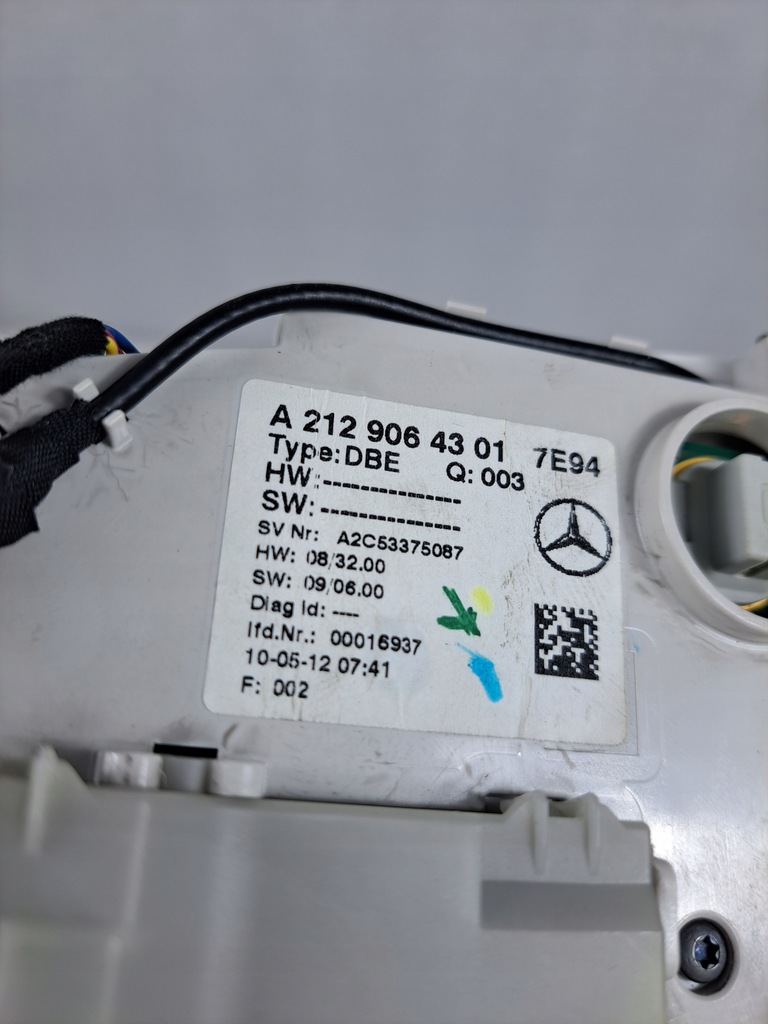 A 212 906 43 01 7E94
Type: DBE Q: 003
HW:---------------
SW:---------------
SV Nr: A2C53375087
HW: 08/32.00
SW: 09/06.00
Diag Id: ----
lfd.Nr.: 00016937
10-05-12 07:41
F: 002